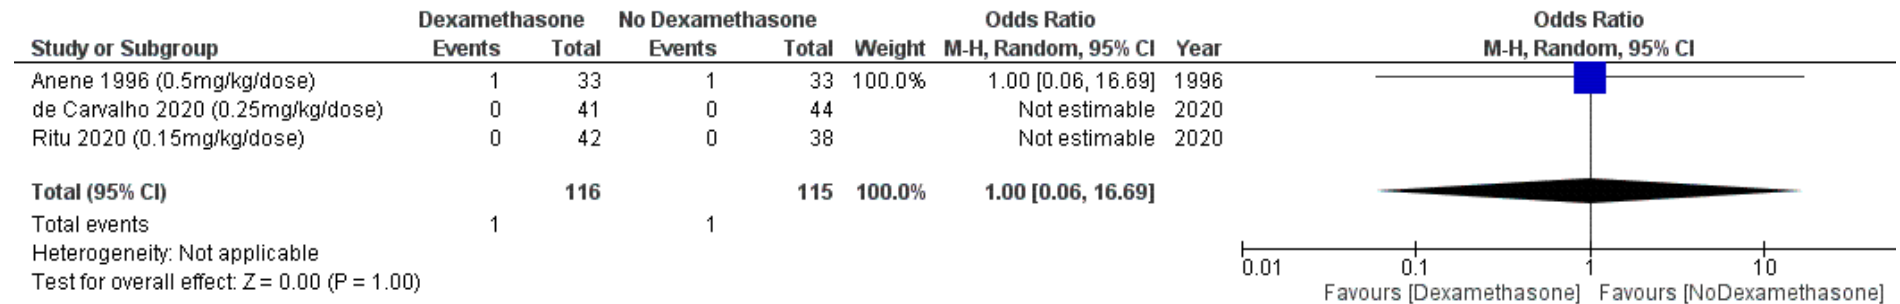 Dexamethasone No Dexamethasone Odds Ratio Odds Ratio
Study or Subgroup Events Total Events Total Weight M-H, Random, 95% CI Year M-H, Random, 95% CI
Anene 1996 (0.5mg/kg/dose) 1 33 1 33 100.0% 1.00 [0.06, 16.69] 1996
de Carvalho 2020 (0.25mg/kg/dose) 0 41 0 44 Not estimable 2020
Ritu 2020 (0.15mg/kg/dose) 0 42 0 38 Not estimable 2020
Total (95% CI) 116 115 100.0% 1.00 [0.06, 16.69]
Total events 1 1
Heterogeneity: Not applicable
Test for overall effect: Z = 0.00 (P = 1.00)
0.01 0.1 1 10
Favours [Dexamethasone] Favours [NoDexamethasone]